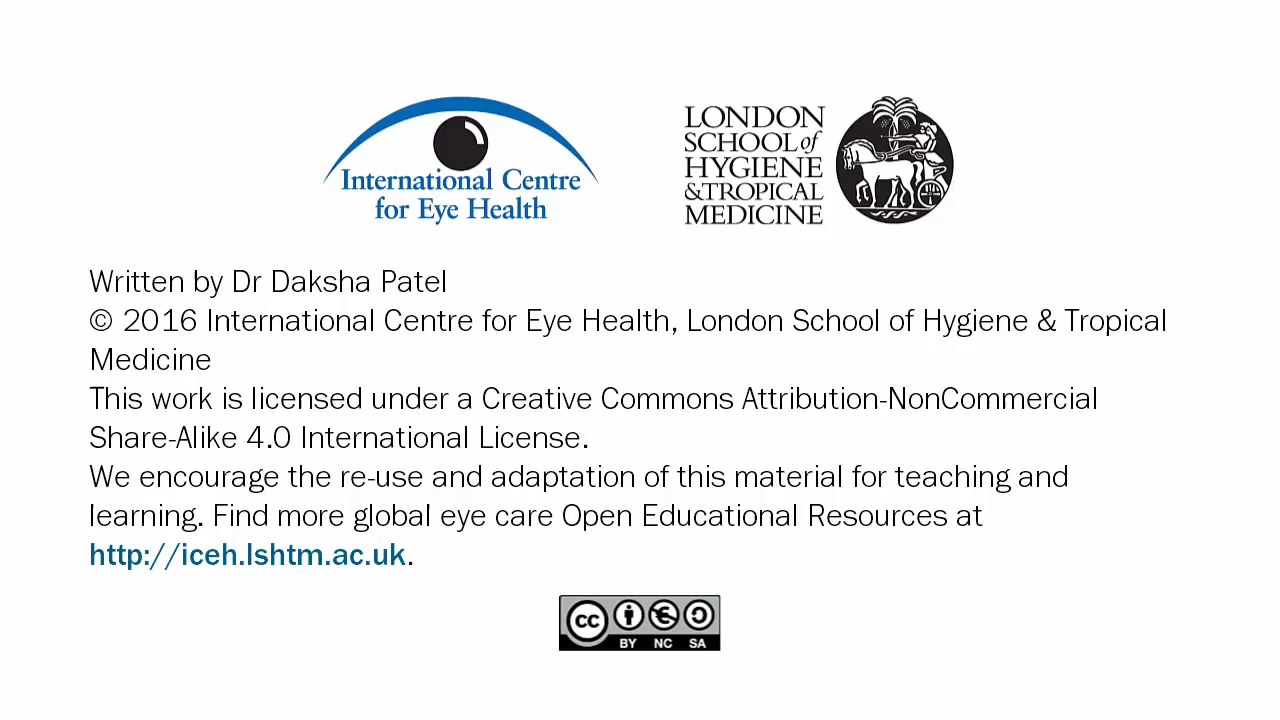 International Centre
for Eye Health
LONDON
SCHOOL of
HYGIENE
& TROPICAL
MEDICINE
Written by Dr Daksha Patel
© 2016 International Centre for Eye Health, London School of Hygiene & Tropical
Medicine
This work is licensed under a Creative Commons Attribution-NonCommercial
Share-Alike 4.0 International License.
We encourage the re-use and adaptation of this material for teaching and
learning. Find more global eye care Open Educational Resources at
http://iceh.lshtm.ac.uk.
cc
BY NC SA